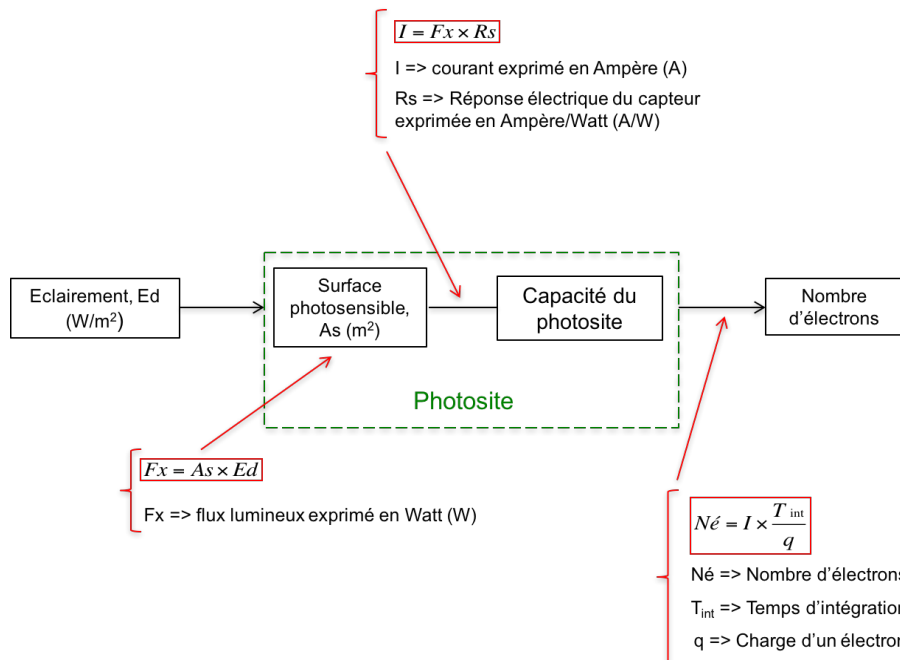 I = Fx × Rs
I => courant exprimé en Ampère (A)
Rs => Réponse électrique du capteur
exprimée en Ampère/Watt (A/W)
Eclairement, Ed
(W/m²)
Surface
photosensible,
As (m²)
Capacité du
photosite
Nombre
d’électrons
Photosite
Fx = As × Ed
Fx => flux lumineux exprimé en Watt (W)
Né = I × T int / q
Né => Nombre d’électrons
Tint => Temps d’intégration
q => Charge d’un électron